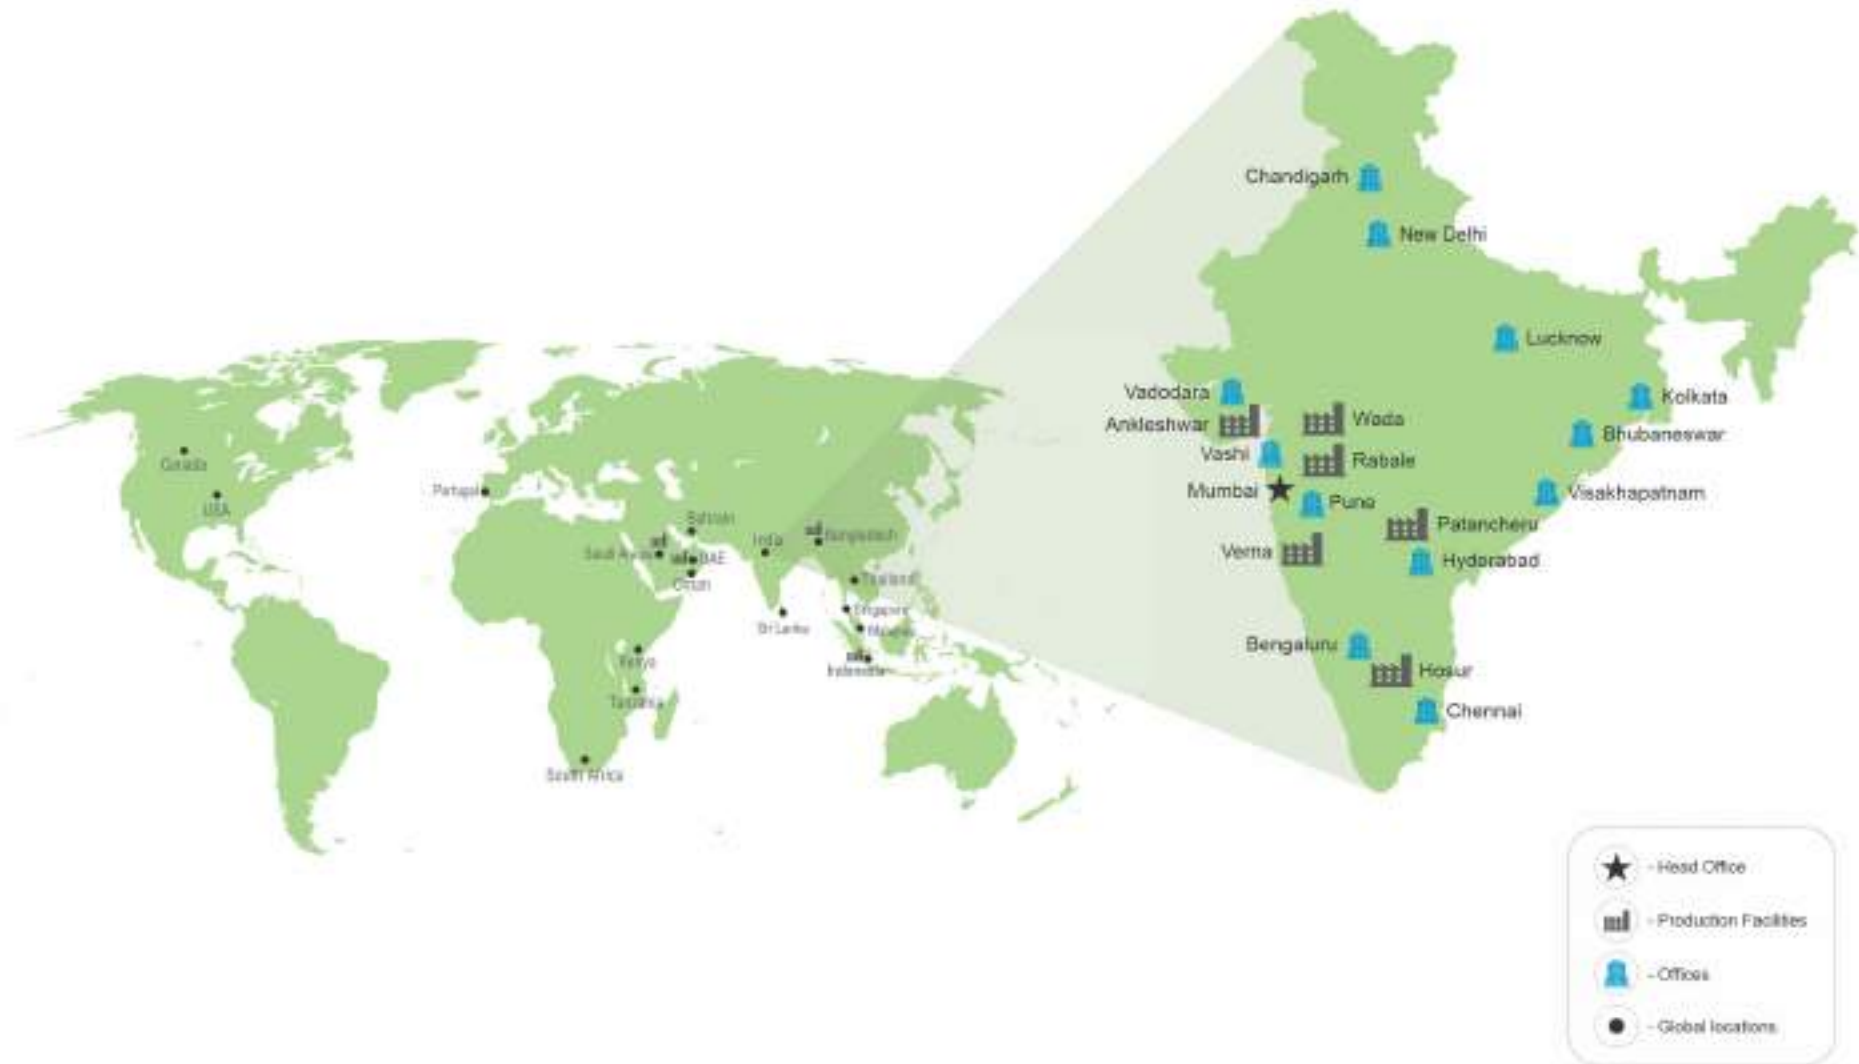 Canada
USA
Portugal
Bahrain
Saudi Arabia
UAE
Oman
India
Bangladesh
Thailand
Sri Lanka
Singapore
Malaysia
Indonesia
Kenya
Tanzania
South Africa
Chandigarh
New Delhi
Lucknow
Vadodara
Kolkata
Ankleshwar
Wada
Bhubaneswar
Vashi
Rabale
Mumbai
Pune
Visakhapatnam
Patancheru
Verna
Hyderabad
Bengaluru
Hosur
Chennai
- Head Office
- Production Facilities
- Offices
- Global locations